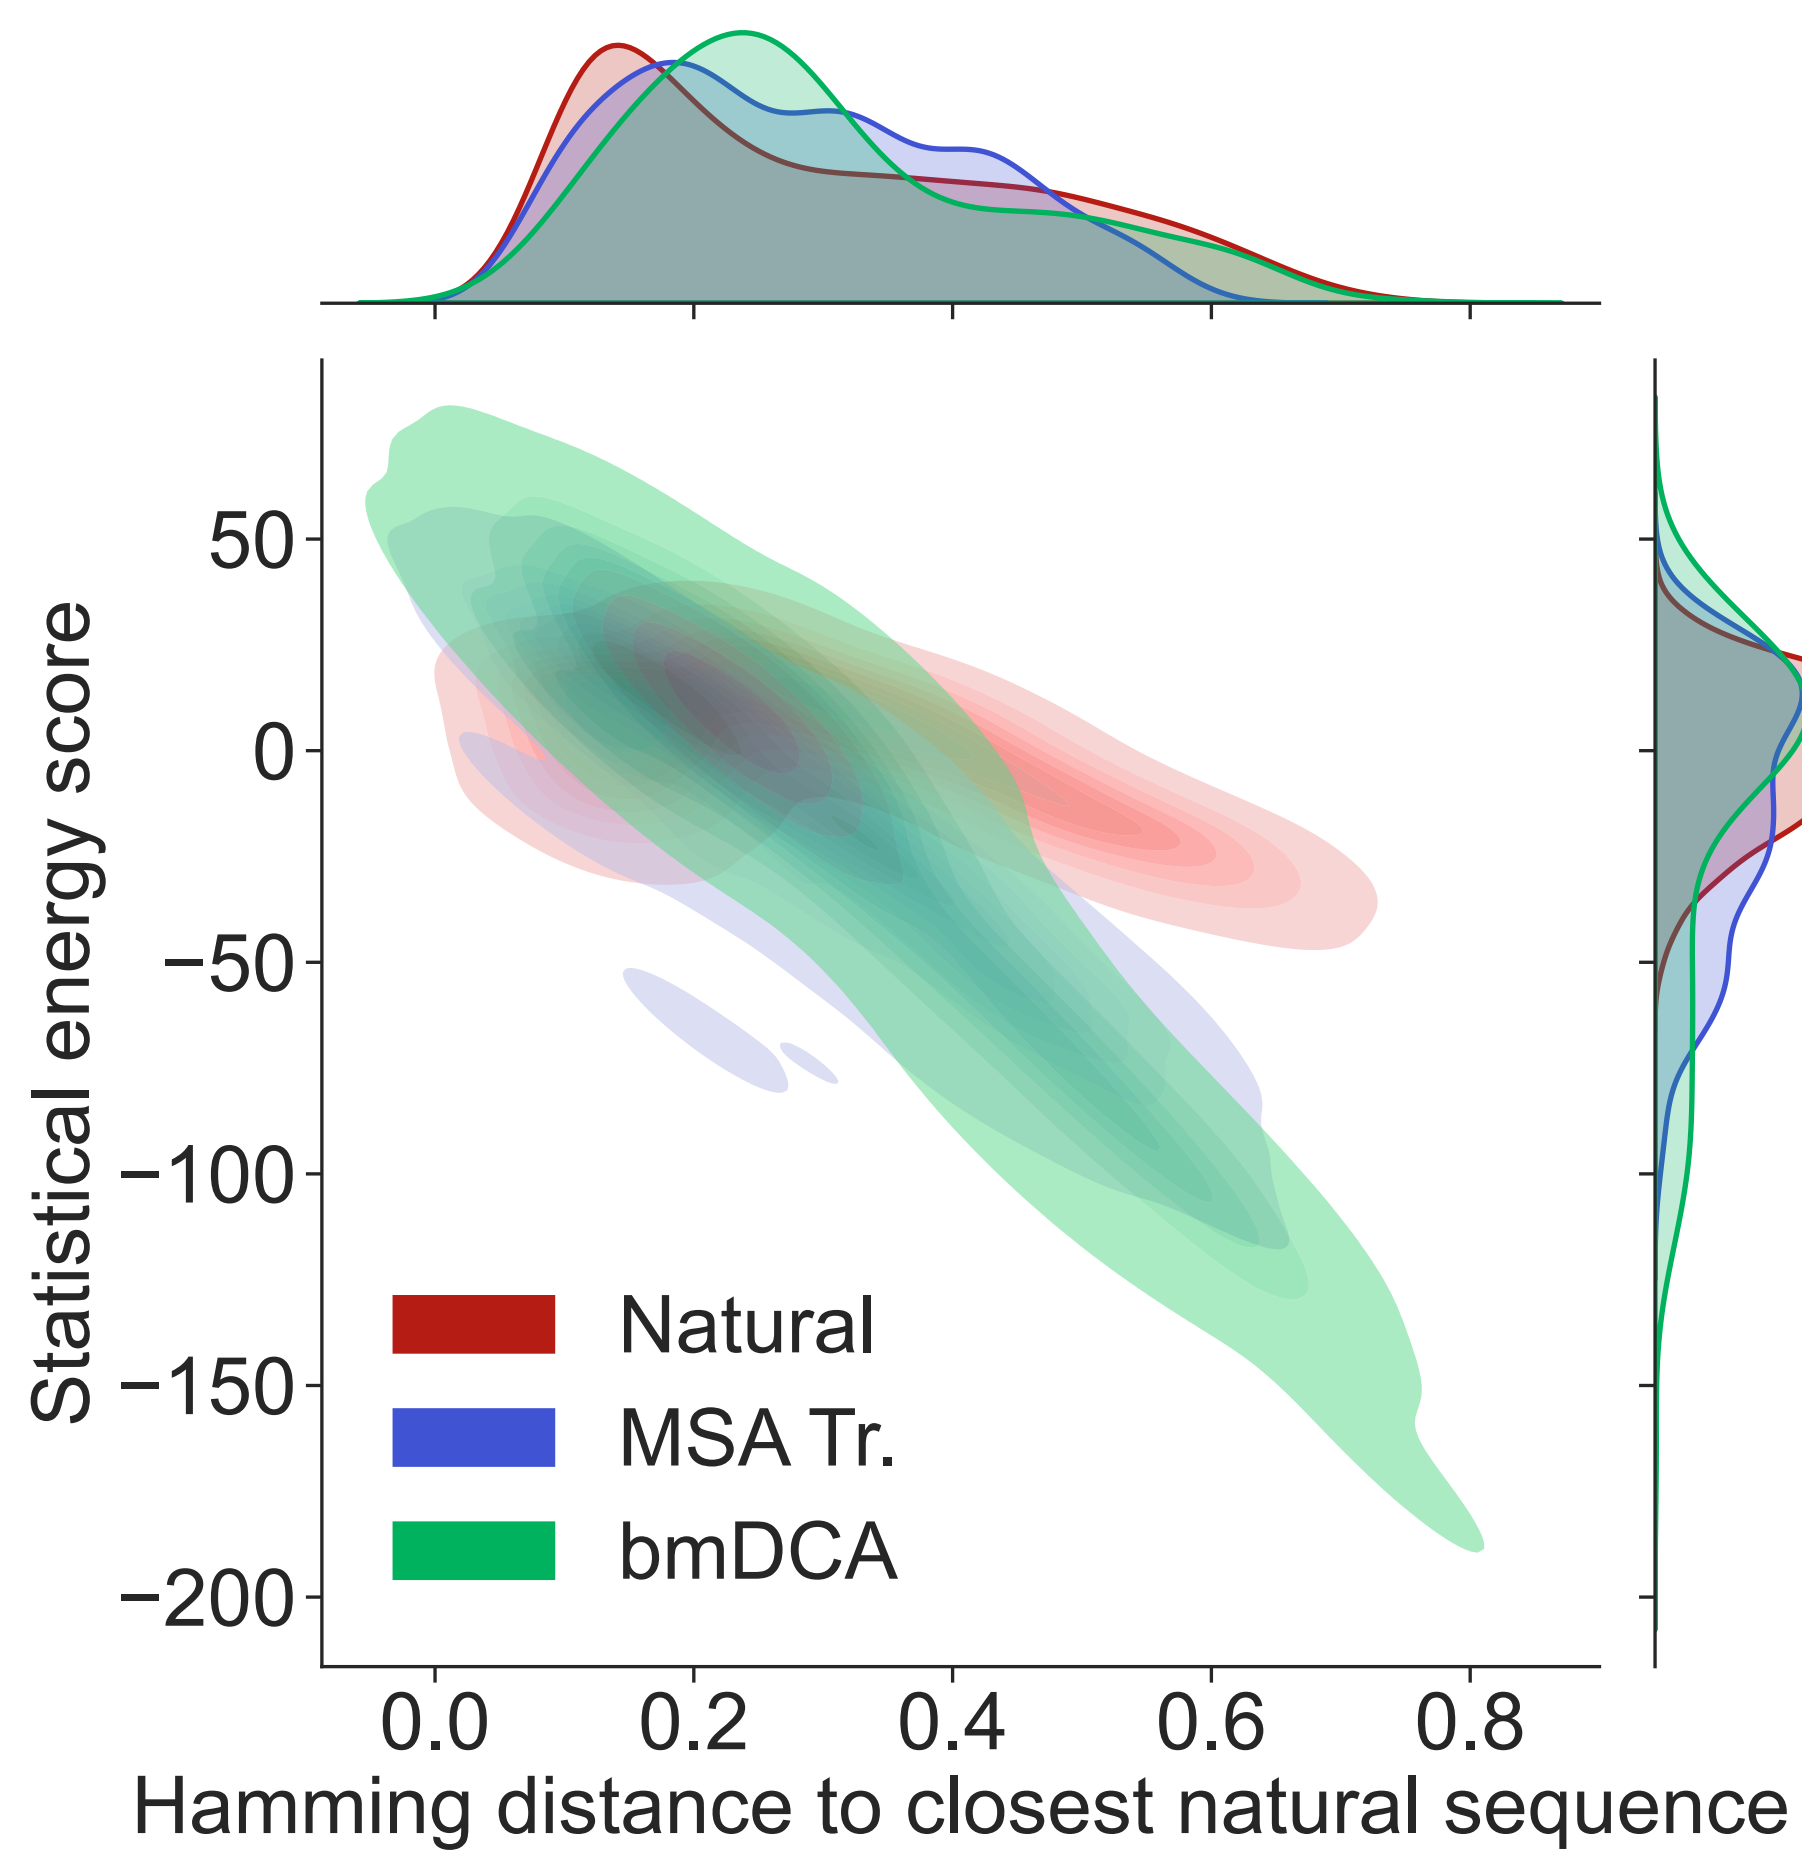 Statistical energy score
50
0
−50
−100
−150
−200
Natural
MSA Tr.
bmDCA
0.0 0.2 0.4 0.6 0.8
Hamming distance to closest natural sequence